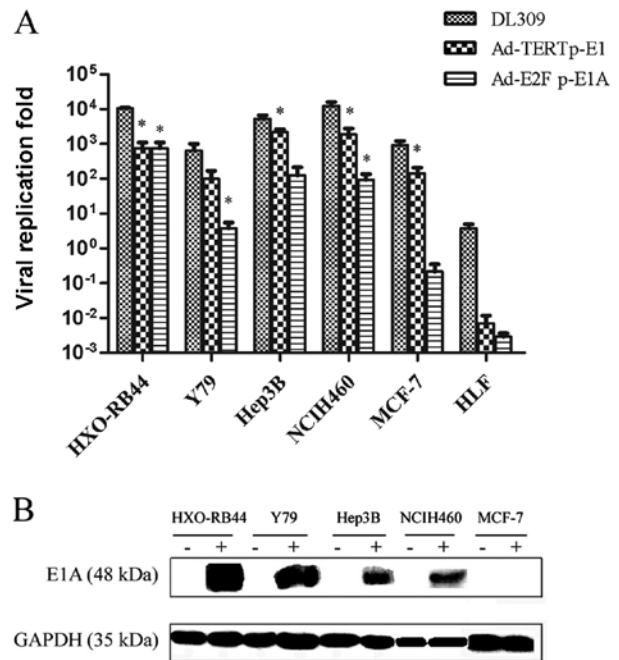 A
DL309
Ad-TERTp-E1
Ad-E2F p-E1A
Viral replication fold
10^5
10^4
10^3
10^2
10^1
10^0
10^-1
10^-2
10^-3
* * * * * * *
HXO-RB44 Y79 Hep3B NCIH460 MCF-7 HLF
B
HXO-RB44 Y79 Hep3B NCIH460 MCF-7
- + - + - + - + - +
E1A (48 kDa)
GAPDH (35 kDa)